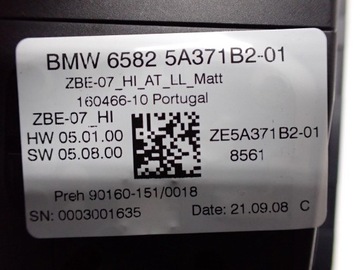 BMW 6582 5A371B2-01
ZBE-07_HI_AT_LL_Matt
160466-10 Portugal
ZBE-07_HI
HW 05.01.00
SW 05.08.00
ZE5A371B2-01
8561
Preh 90160-151/0018
SN: 0003001635
Date: 21.09.08 C